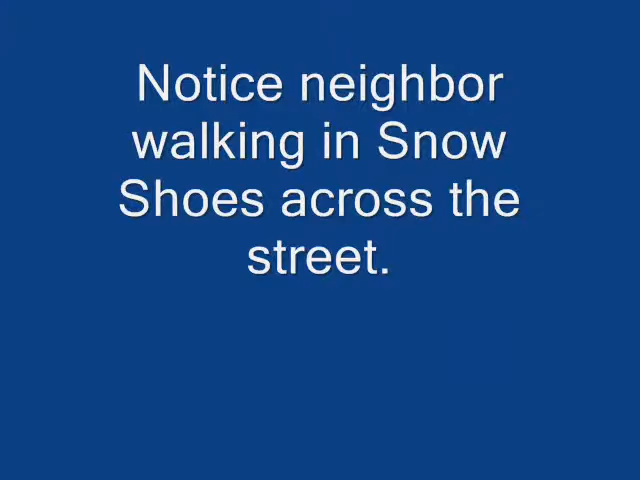 Notice neighbor
walking in Snow
Shoes across the
street.